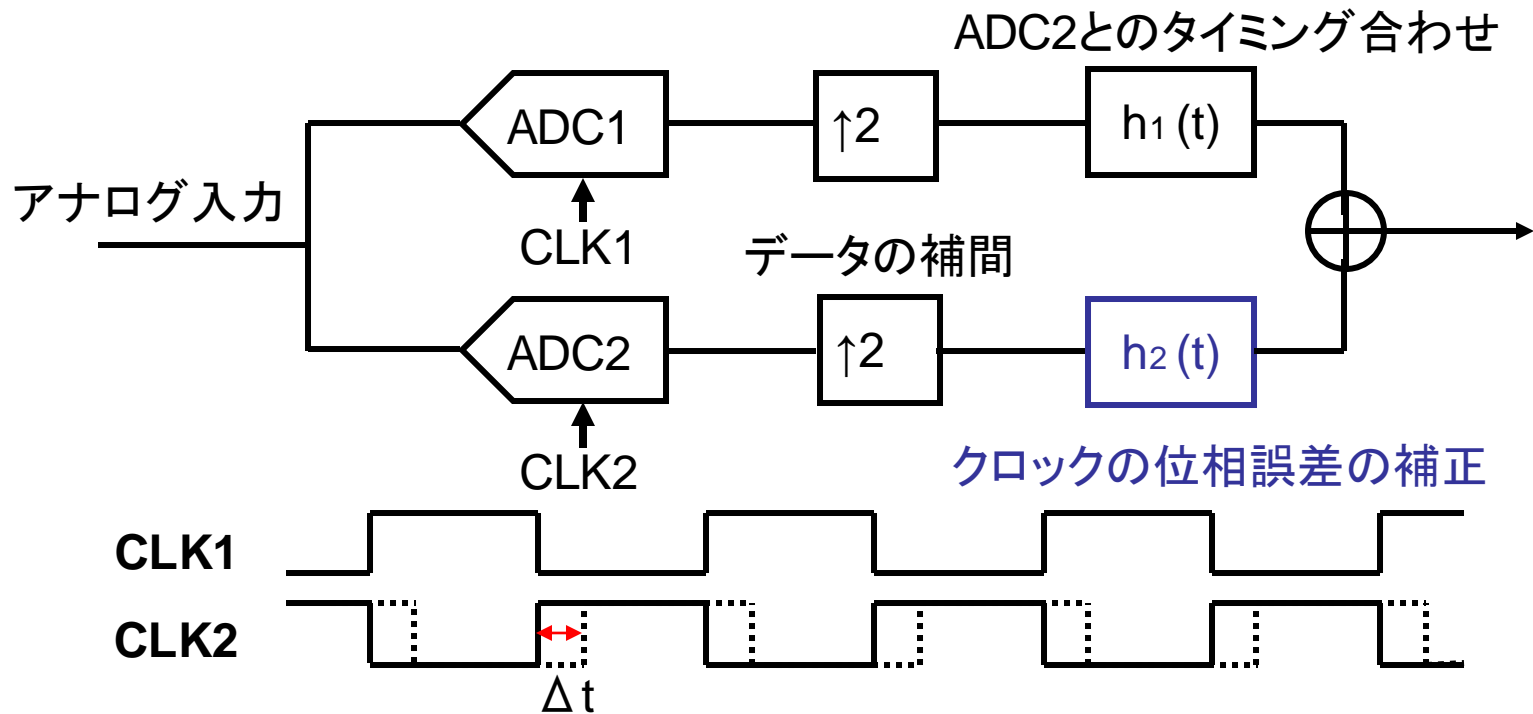 ADC2とのタイミング合わせ
ADC1
↑2
h1 (t)
アナログ入力
CLK1
データの補間
ADC2
↑2
h2 (t)
CLK2
クロックの位相誤差の補正
CLK1
CLK2
Δt